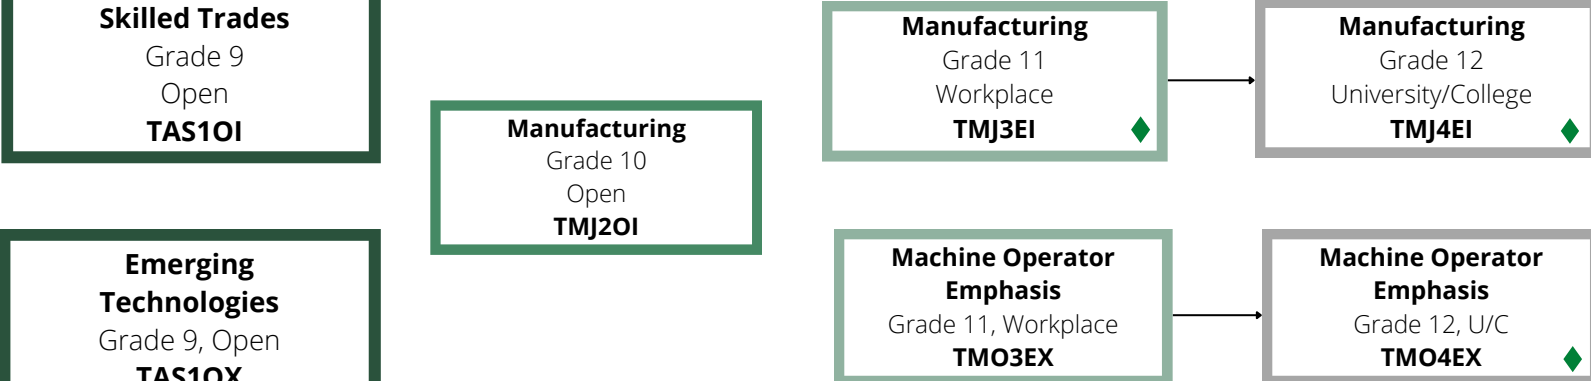 Skilled Trades
Grade 9
Open
TAS1OI
Emerging
Technologies
Grade 9, Open
TAS1OX
Manufacturing
Grade 10
Open
TMJ2OI
Manufacturing
Grade 11
Workplace
TMJ3EI
Manufacturing
Grade 12
University/College
TMJ4EI
Machine Operator
Emphasis
Grade 11, Workplace
TMO3EX
Machine Operator
Emphasis
Grade 12, U/C
TMO4EX